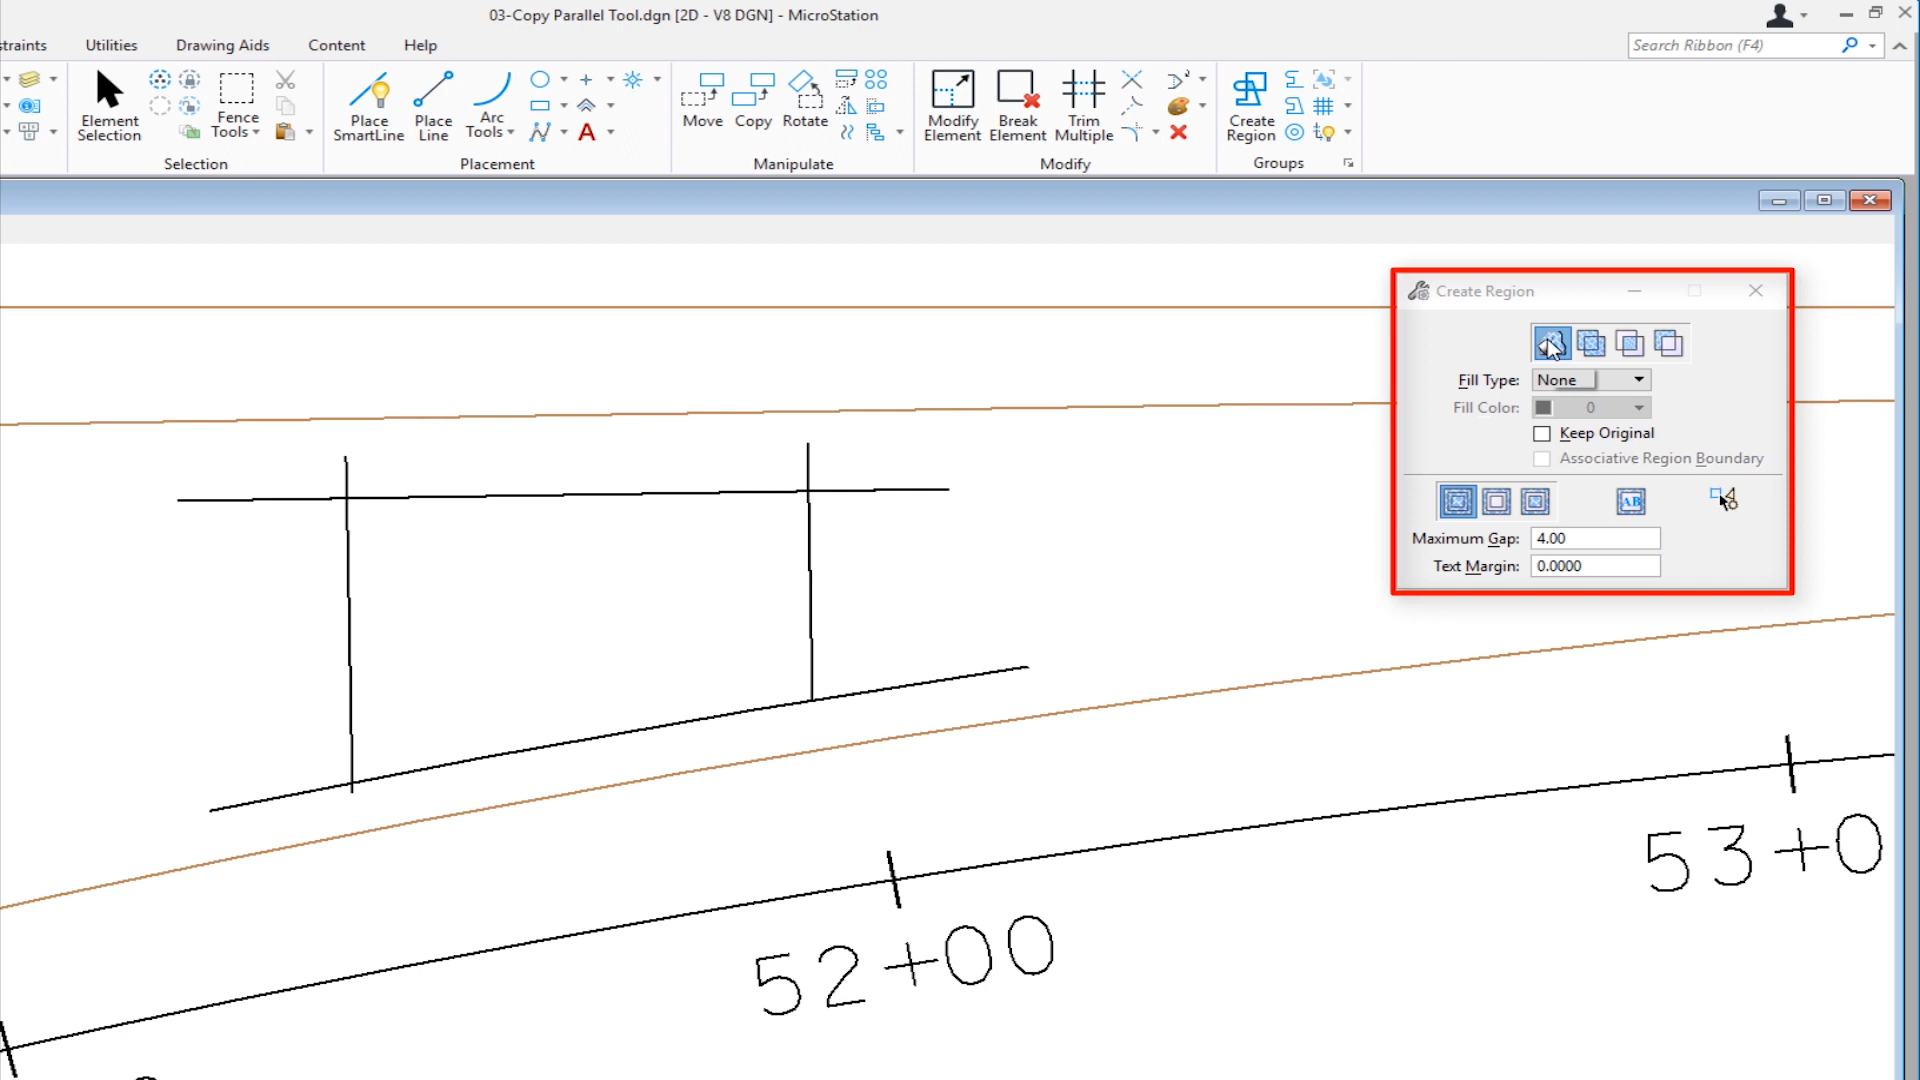 03-Copy Parallel Tool.dgn [2D - V8 DGN] - MicroStation
straints Utilities Drawing Aids Content Help
Search Ribbon (F4)
Element Selection
Fence Tools
Place SmartLine
Place Line
Arc Tools
A
Move
Copy
Rotate
Modify Element
Break Element
Trim Multiple
Create Region
Selection
Placement
Manipulate
Modify
Groups
Create Region
Fill Type: None
Fill Color: 0
Keep Original
Associative Region Boundary
AB
Maximum Gap: 4.00
Text Margin: 0.0000
53+0
52+00